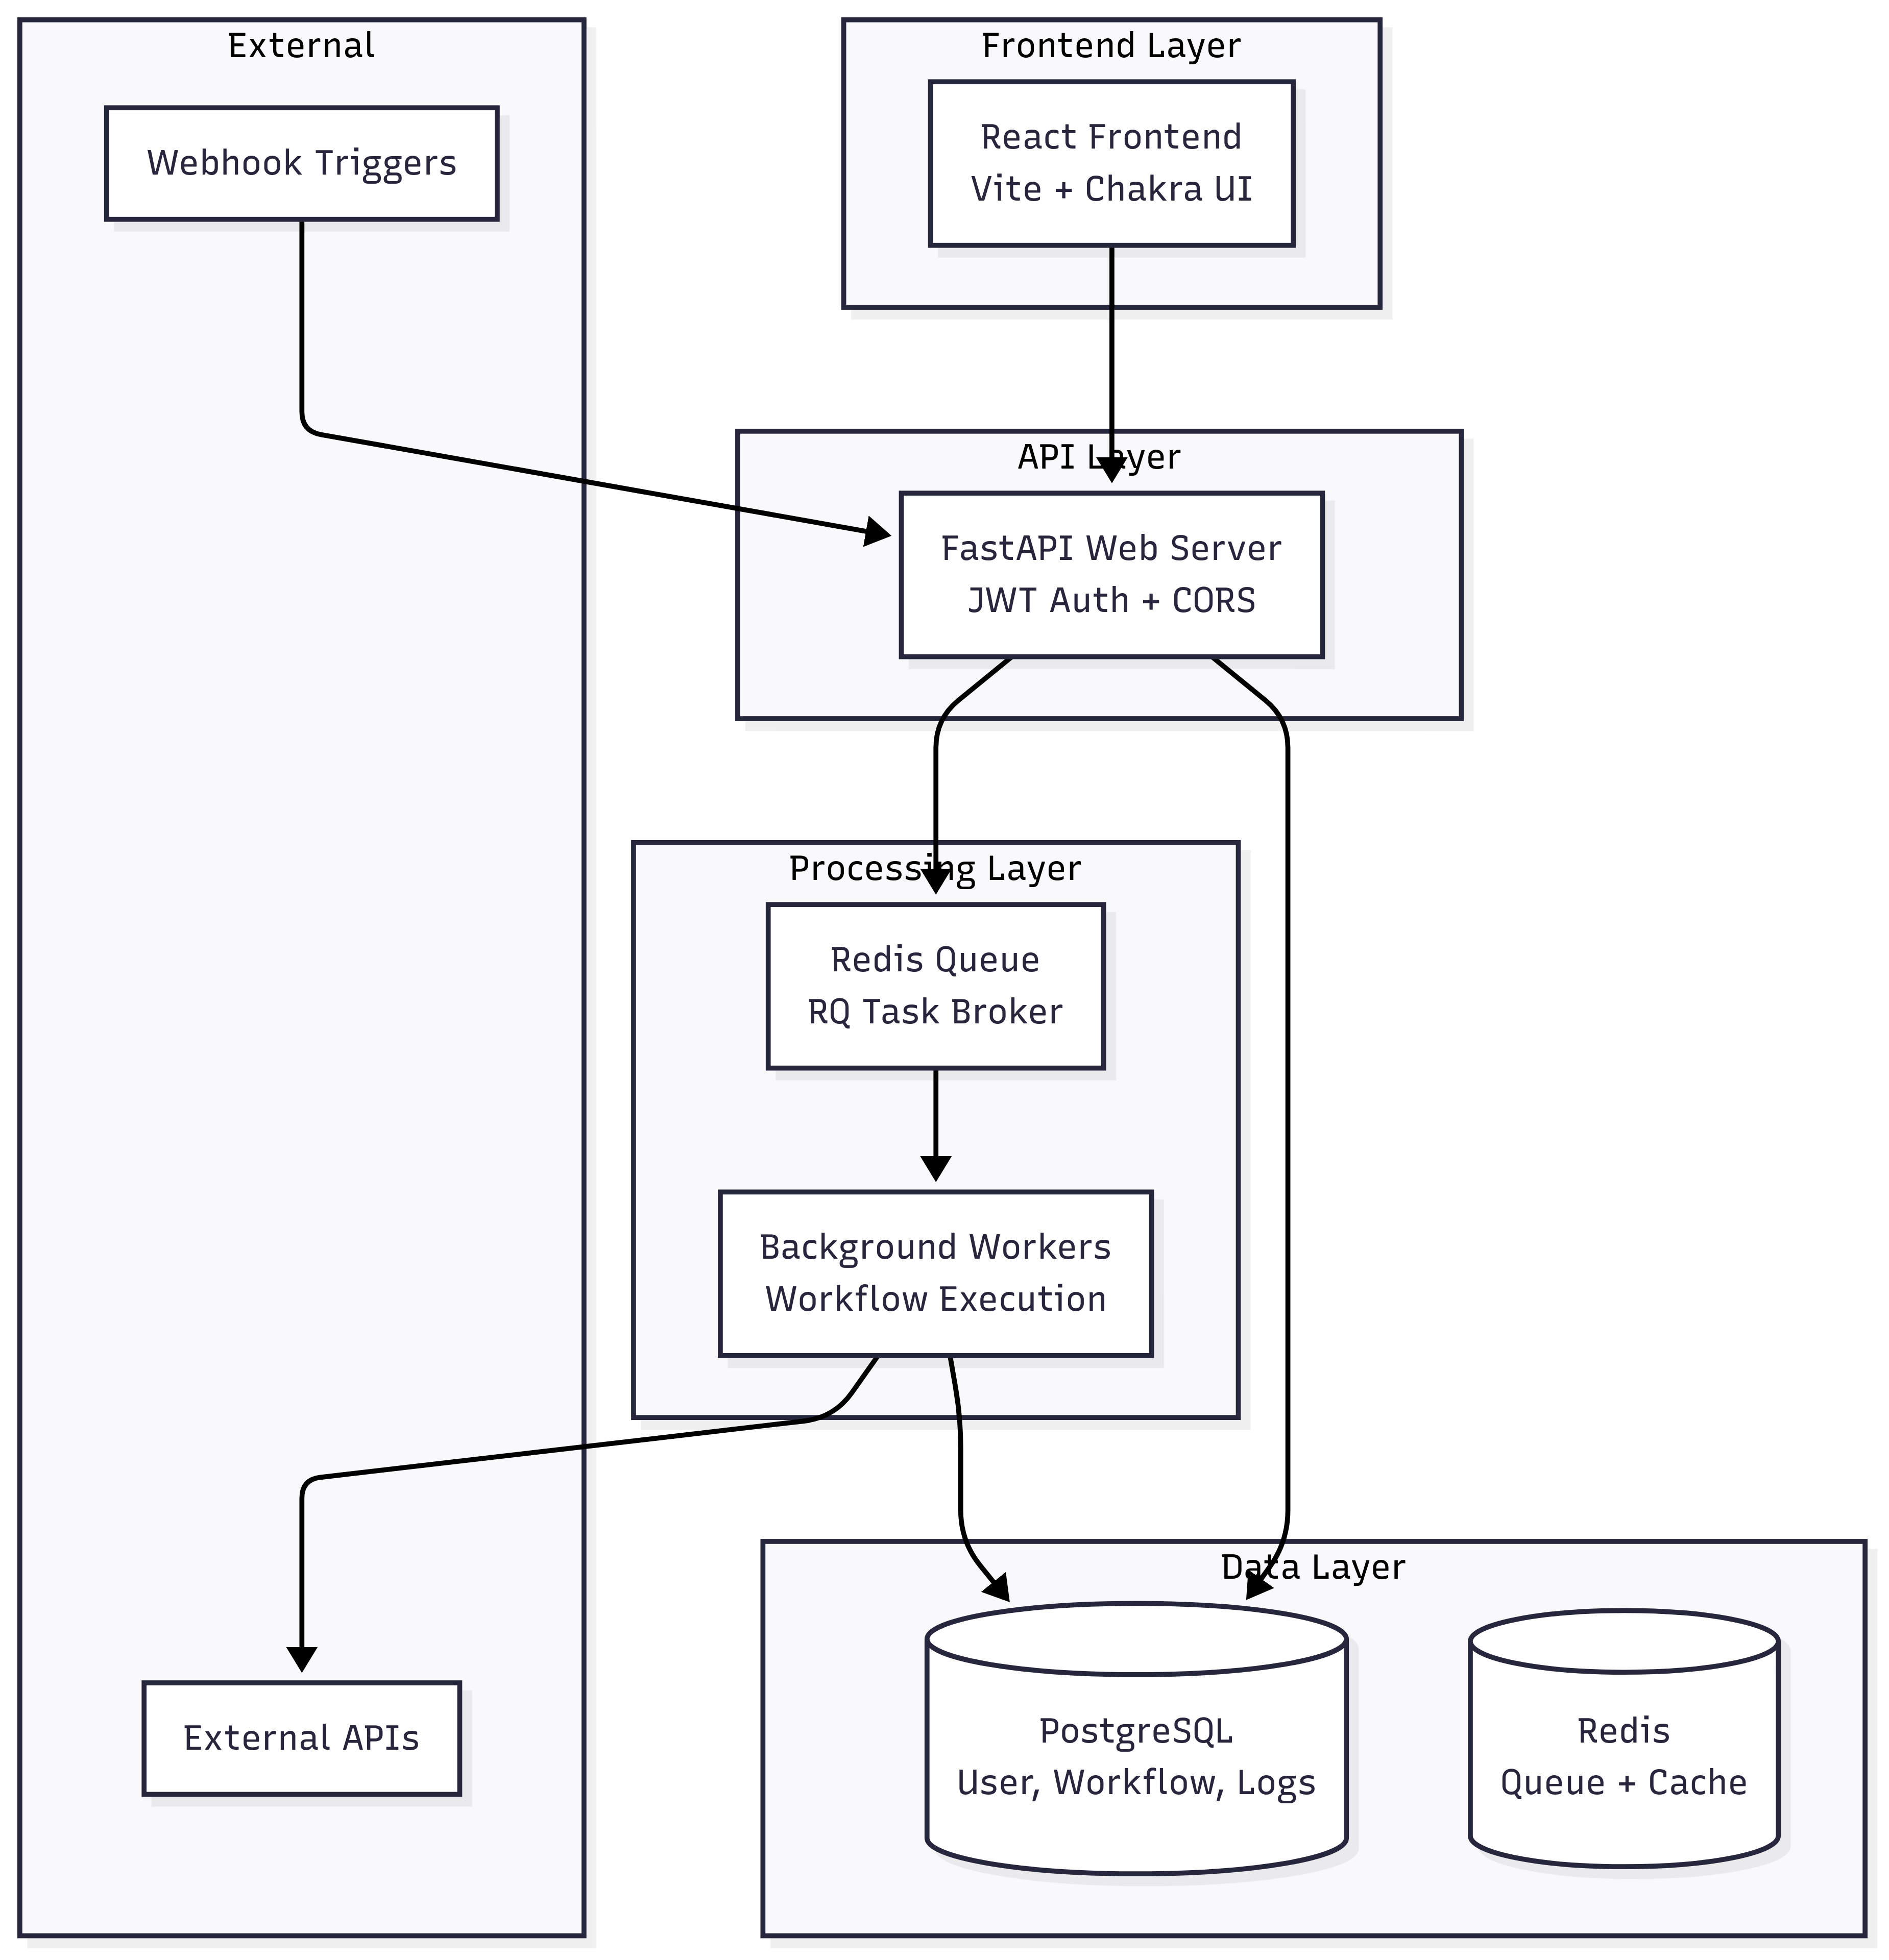 External
Webhook Triggers
Frontend Layer
React Frontend
Vite + Chakra UI
API Layer
FastAPI Web Server
JWT Auth + CORS
Processing Layer
Redis Queue
RQ Task Broker
Background Workers
Workflow Execution
External APIs
Data Layer
PostgreSQL
User, Workflow, Logs
Redis
Queue + Cache